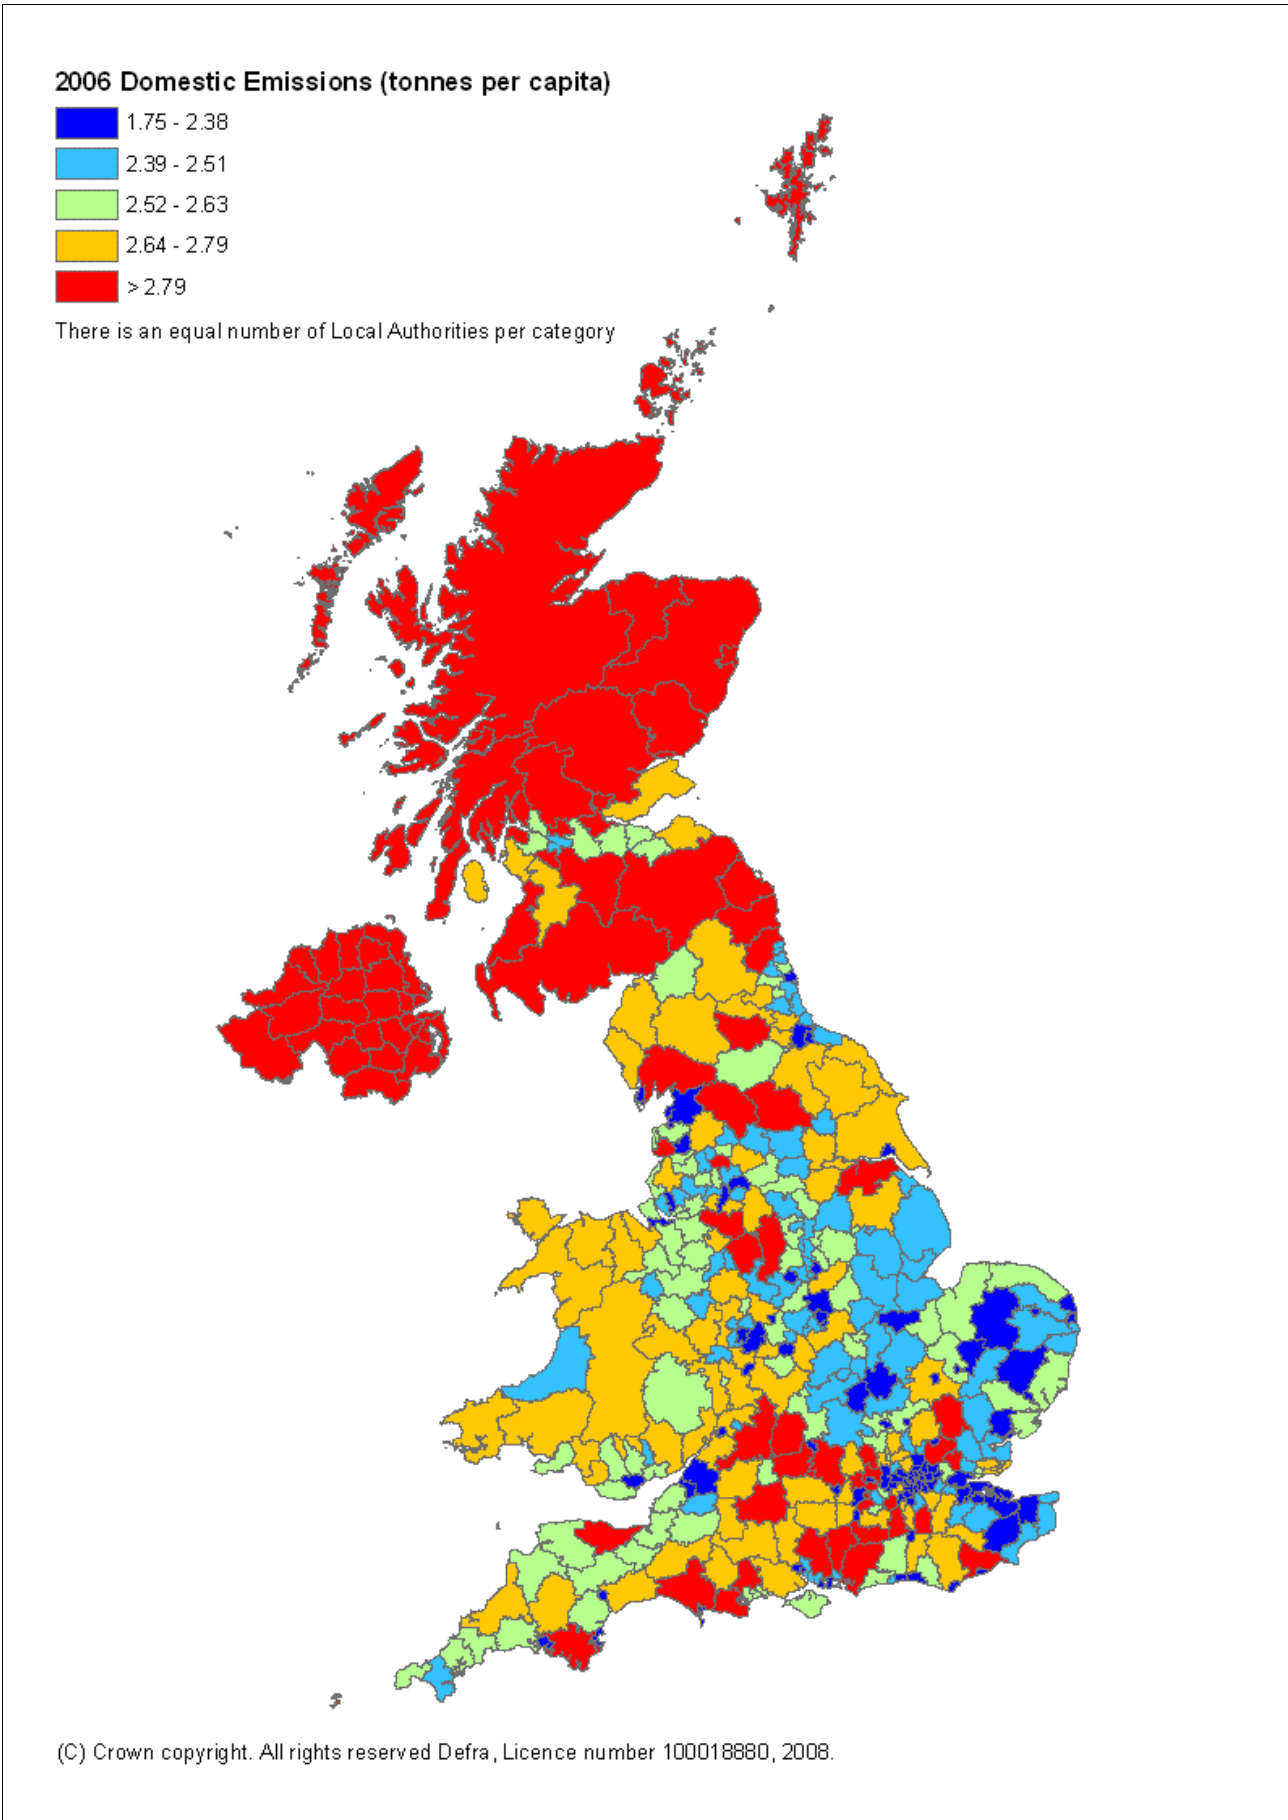 2006 Domestic Emissions (tonnes per capita)
1.75 - 2.38
2.39 - 2.51
2.52 - 2.63
2.64 - 2.79
> 2.79
There is an equal number of Local Authorities per category
(C) Crown copyright. All rights reserved Defra, Licence number 100018880, 2008.